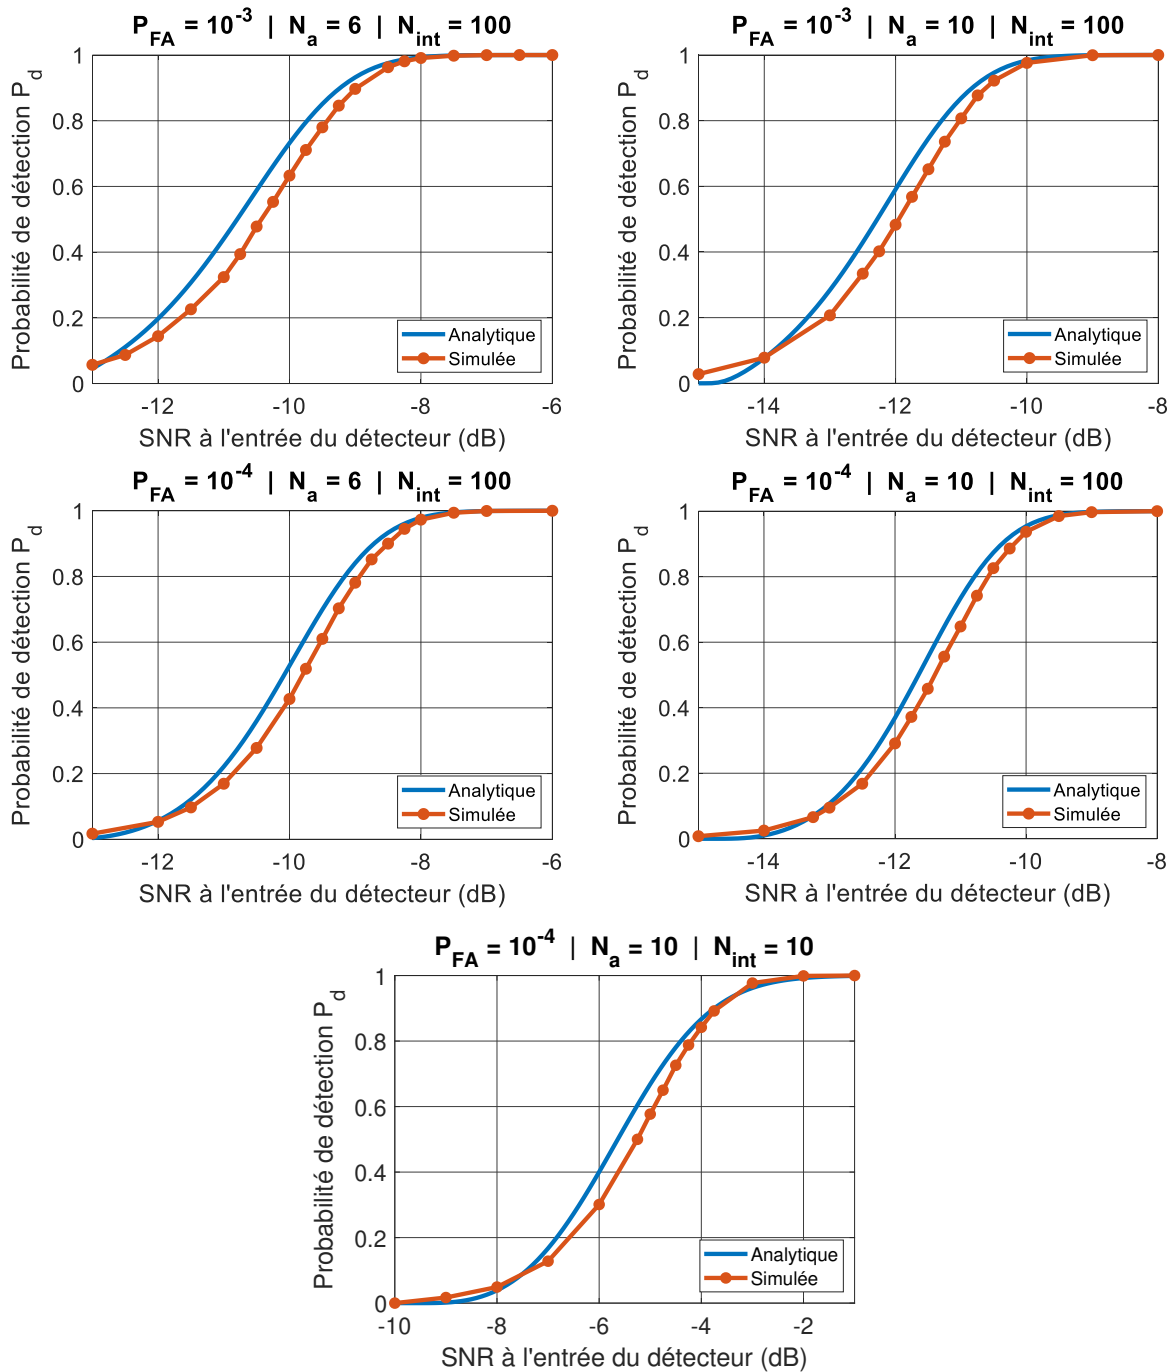 P_FA = 10^-3 | N_a = 6 | N_int = 100
Probabilité de détection P_d
1
0.8
0.6
0.4
0.2
0
Analytique
Simulée
-12 -10 -8 -6
SNR à l'entrée du détecteur (dB)
P_FA = 10^-3 | N_a = 10 | N_int = 100
Probabilité de détection P_d
1
0.8
0.6
0.4
0.2
0
Analytique
Simulée
-14 -12 -10 -8
SNR à l'entrée du détecteur (dB)
P_FA = 10^-4 | N_a = 6 | N_int = 100
Probabilité de détection P_d
1
0.8
0.6
0.4
0.2
0
Analytique
Simulée
-12 -10 -8 -6
SNR à l'entrée du détecteur (dB)
P_FA = 10^-4 | N_a = 10 | N_int = 100
Probabilité de détection P_d
1
0.8
0.6
0.4
0.2
0
Analytique
Simulée
-14 -12 -10 -8
SNR à l'entrée du détecteur (dB)
P_FA = 10^-4 | N_a = 10 | N_int = 10
Probabilité de détection P_d
1
0.8
0.6
0.4
0.2
0
Analytique
Simulée
-10 -8 -6 -4 -2
SNR à l'entrée du détecteur (dB)